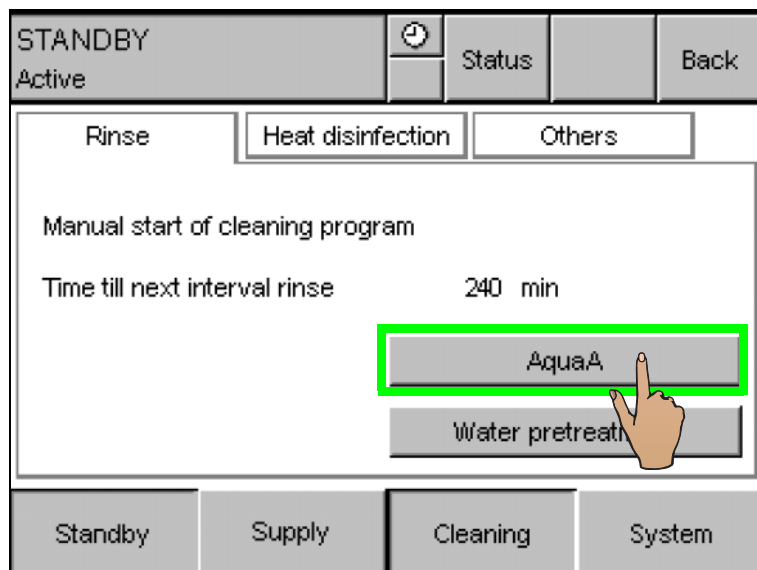 STANDBY
Active
Status
Back
Rinse
Heat disinfection
Others
Manual start of cleaning program
Time till next interval rinse 240 min
AquaA
Water
Standby
Supply
Cleaning
System